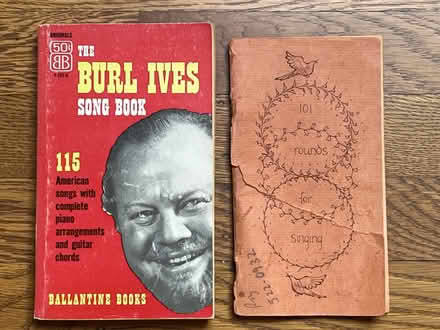 ORIGINALS
50¢
BB
THE
BURL IVES
SONG BOOK
115
American
songs with
complete
piano
arrangements
and guitar
chords
BALLANTINE BOOKS
101
rounds
for
singing